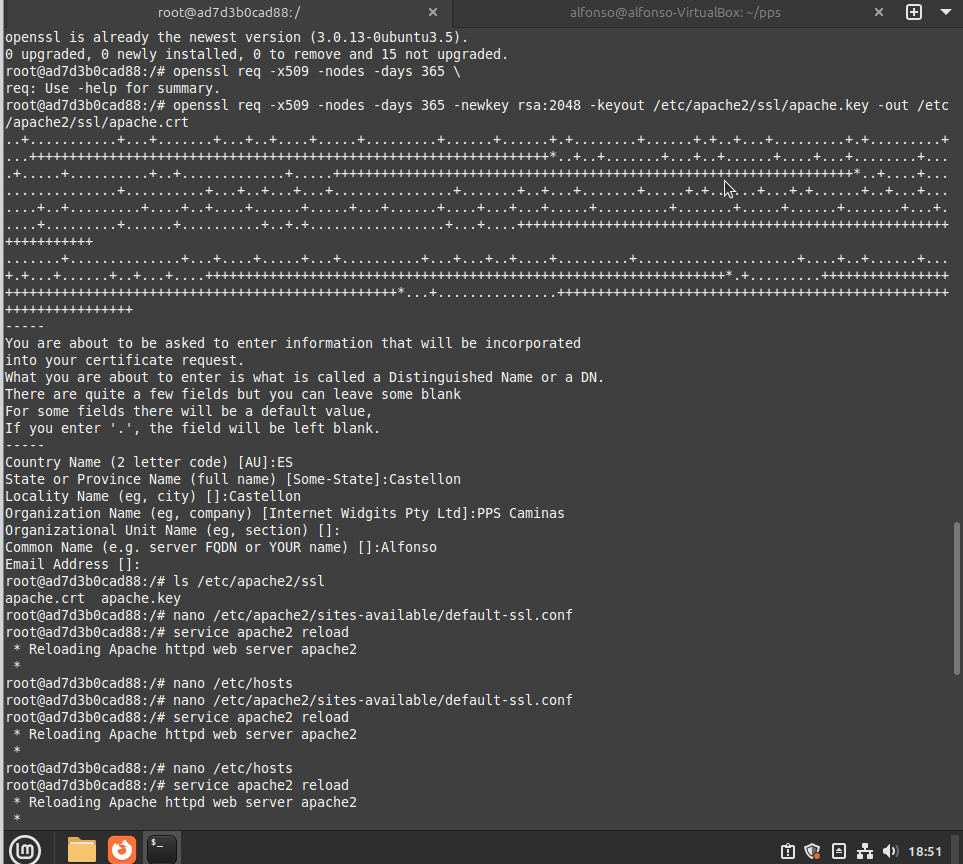 root@ad7d3b0cad88: /
alfonso@alfonso-VirtualBox: ~/pps
openssl is already the newest version (3.0.13-0ubuntu3.5).
0 upgraded, 0 newly installed, 0 to remove and 15 not upgraded.
root@ad7d3b0cad88:/# openssl req -x509 -nodes -days 365 \
req: Use -help for summary.
root@ad7d3b0cad88:/# openssl req -x509 -nodes -days 365 -newkey rsa:2048 -keyout /etc/apache2/ssl/apache.key -out /etc
/apache2/ssl/apache.crt
-----
You are about to be asked to enter information that will be incorporated
into your certificate request.
What you are about to enter is what is called a Distinguished Name or a DN.
There are quite a few fields but you can leave some blank
For some fields there will be a default value,
If you enter '.', the field will be left blank.
-----
Country Name (2 letter code) [AU]:ES
State or Province Name (full name) [Some-State]:Castellon
Locality Name (eg, city) []:Castellon
Organization Name (eg, company) [Internet Widgits Pty Ltd]:PPS Caminas
Organizational Unit Name (eg, section) []:
Common Name (e.g. server FQDN or YOUR name) []:Alfonso
Email Address []:
root@ad7d3b0cad88:/# ls /etc/apache2/ssl
apache.crt  apache.key
root@ad7d3b0cad88:/# nano /etc/apache2/sites-available/default-ssl.conf
root@ad7d3b0cad88:/# service apache2 reload
 * Reloading Apache httpd web server apache2
 *
root@ad7d3b0cad88:/# nano /etc/hosts
root@ad7d3b0cad88:/# nano /etc/apache2/sites-available/default-ssl.conf
root@ad7d3b0cad88:/# service apache2 reload
 * Reloading Apache httpd web server apache2
 *
root@ad7d3b0cad88:/# nano /etc/hosts
root@ad7d3b0cad88:/# service apache2 reload
 * Reloading Apache httpd web server apache2
 *
18:51